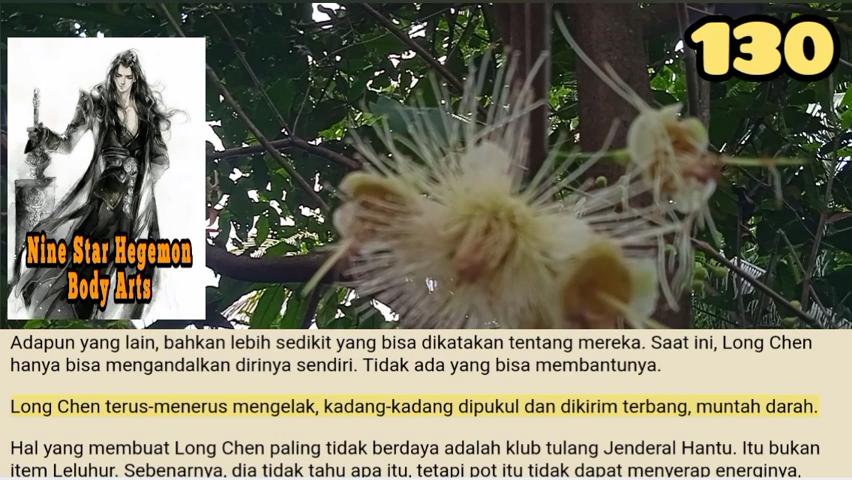 130
Nine Star Hegemon
Body Arts
Adapun yang lain, bahkan lebih sedikit yang bisa dikatakan tentang mereka. Saat ini, Long Chen
hanya bisa mengandalkan dirinya sendiri. Tidak ada yang bisa membantunya.
Long Chen terus-menerus mengelak, kadang-kadang dipukul dan dikirim terbang, muntah darah.
Hal yang membuat Long Chen paling tidak berdaya adalah klub tulang Jenderal Hantu. Itu bukan
item Leluhur. Sebenarnya, dia tidak tahu apa itu, tetapi pot itu tidak dapat menyerap energinya,